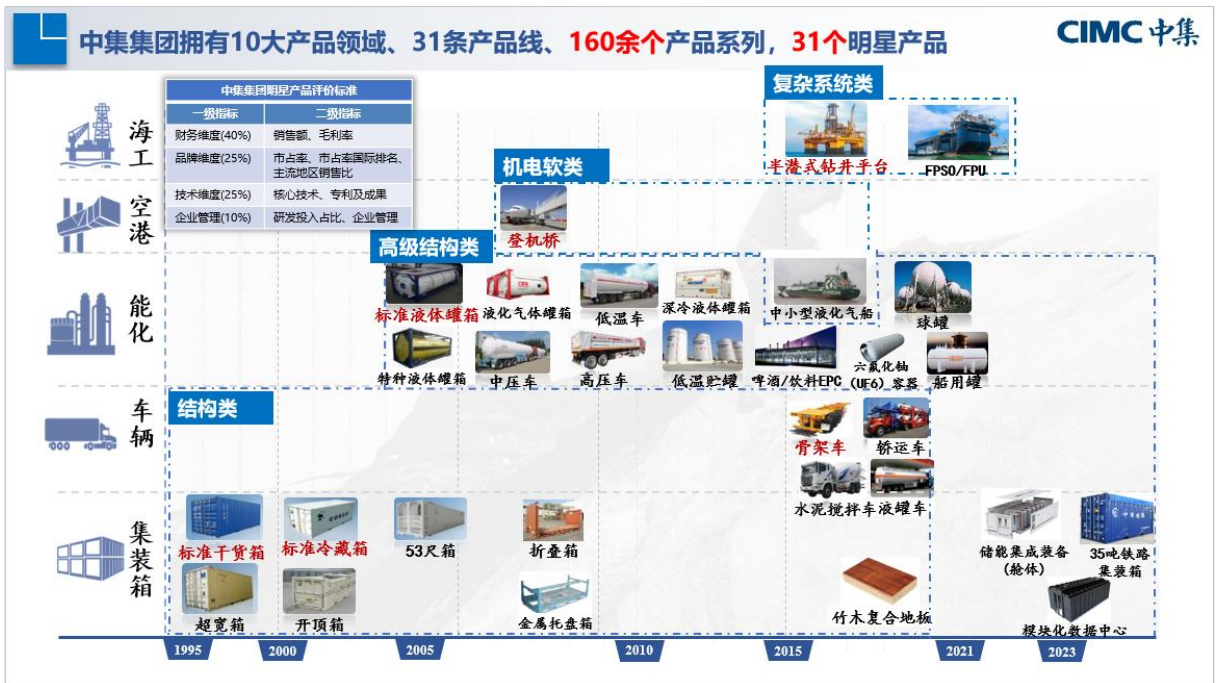 中集集团拥有10大产品领域、31条产品线、160余个产品系列，31个明星产品
CIMC 中集
中集集团明星产品评价标准
一级指标 二级指标
财务维度(40%) 销售额、毛利率
品牌维度(25%) 市占率、市占率国际排名、
主流地区销售比
技术维度(25%) 核心技术、专利及成果
企业管理(10%) 研发投入占比、企业管理
复杂系统类
海工
半潜式钻井平台
FPSO/FPU
机电软类
空港
登机桥
高级结构类
能化
标准液体罐箱
液化气体罐箱
低温车
深冷液体罐箱
中小型液化气船
球罐
特种液体罐箱
中压车
高压车
低温贮罐
啤酒/饮料EPC
六氟化铀
（UF6）容器
船用罐
车辆
结构类
骨架车
轿运车
水泥搅拌车
液罐车
集装箱
标准干货箱
标准冷藏箱
53尺箱
折叠箱
储能集成装备
（舱体）
35吨铁路
集装箱
超宽箱
开顶箱
金属托盘箱
竹木复合地板
模块化数据中心
1995
2000
2005
2010
2015
2021
2023